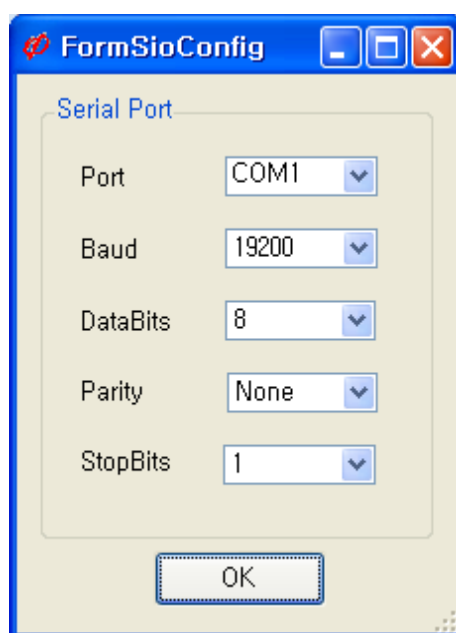 FormSioConfig
Serial Port
Port COM1
Baud 19200
DataBits 8
Parity None
StopBits 1
OK